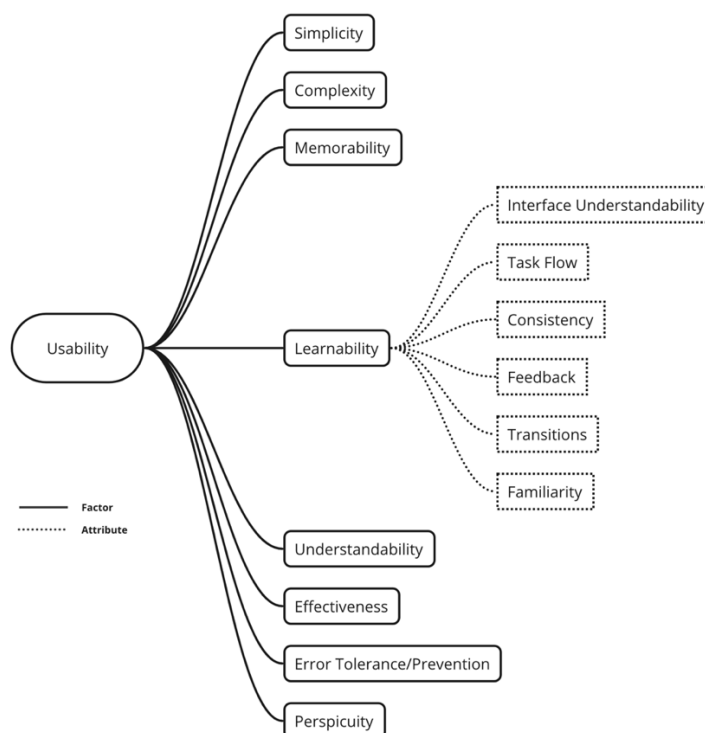 Simplicity
Complexity
Memorability
Interface Understandability
Task Flow
Consistency
Usability
Learnability
Feedback
Transitions
Familiarity
Factor
Attribute
Understandability
Effectiveness
Error Tolerance/Prevention
Perspicuity